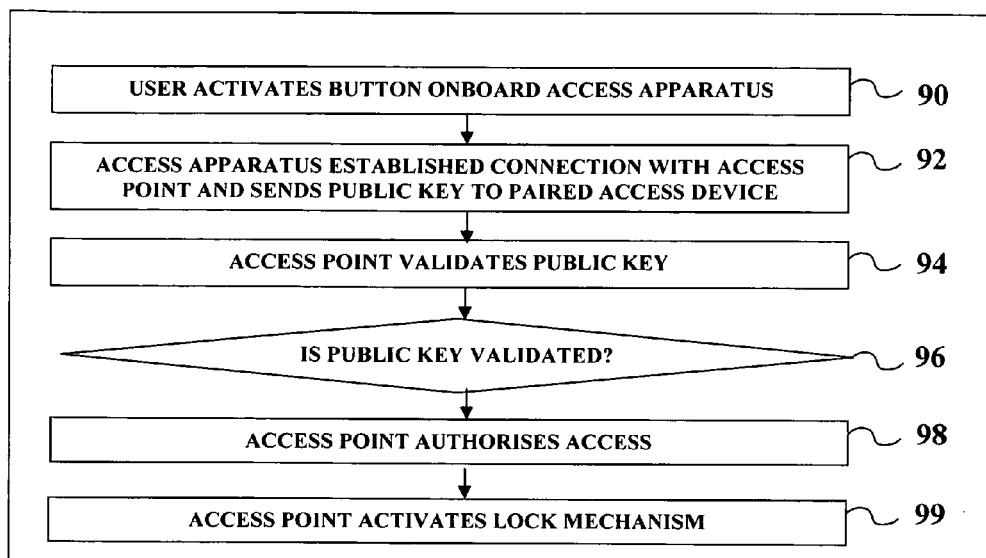 USER ACTIVATES BUTTON ONBOARD ACCESS APPARATUS
90
ACCESS APPARATUS ESTABLISHED CONNECTION WITH ACCESS
POINT AND SENDS PUBLIC KEY TO PAIRED ACCESS DEVICE
92
ACCESS POINT VALIDATES PUBLIC KEY
94
IS PUBLIC KEY VALIDATED?
96
ACCESS POINT AUTHORISES ACCESS
98
ACCESS POINT ACTIVATES LOCK MECHANISM
99